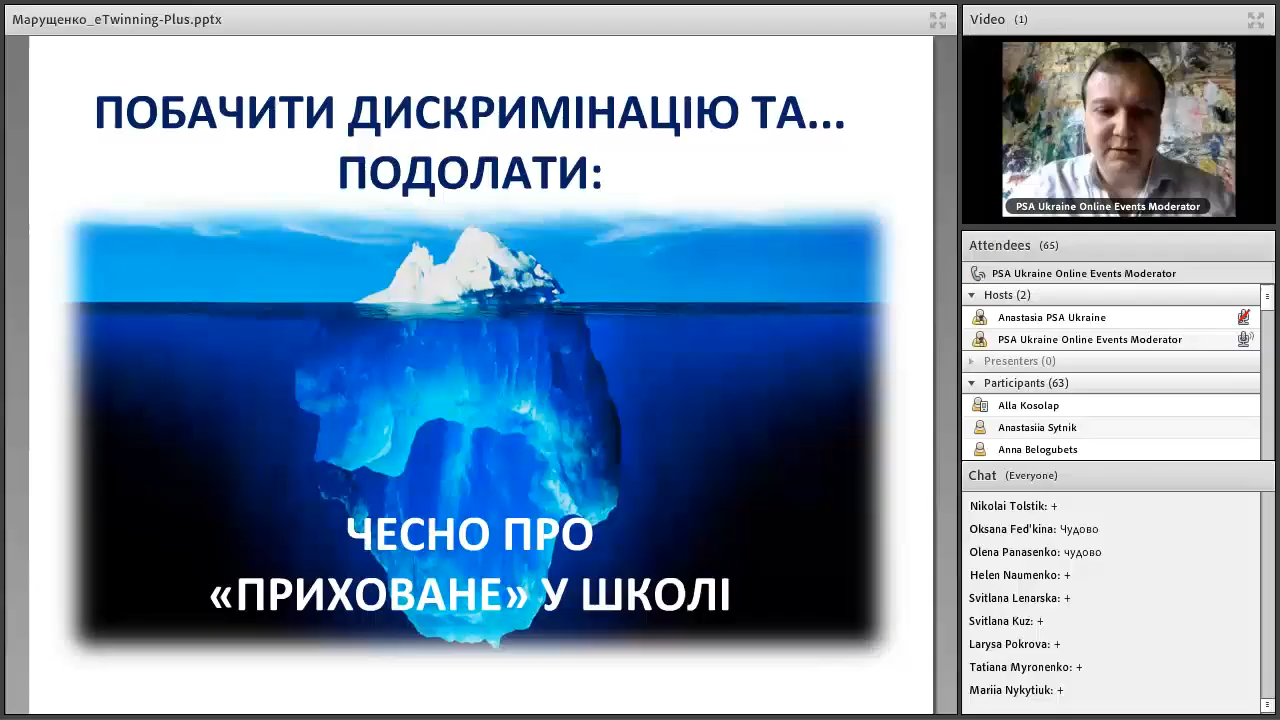 Марущенко_eTwinning-Plus.pptx
ПОБАЧИТИ ДИСКРИМІНАЦІЮ ТА...
ПОДОЛАТИ:
ЧЕСНО ПРО
«ПРИХОВАНЕ» У ШКОЛІ
Video (1)
PSA Ukraine Online Events Moderator
Attendees (65)
PSA Ukraine Online Events Moderator
Hosts (2)
Anastasia PSA Ukraine
PSA Ukraine Online Events Moderator
Presenters (0)
Participants (63)
Alla Kosolap
Anastasiia Sytnik
Anna Belogubets
Chat (Everyone)
Nikolai Tolstik: +
Oksana Fed'kina: Чудово
Olena Panasenko: чудово
Helen Naumenko: +
Svitlana Lenarska: +
Svitlana Kuz: +
Larysa Pokrova: +
Tatiana Myronenko: +
Mariia Nykytiuk: +